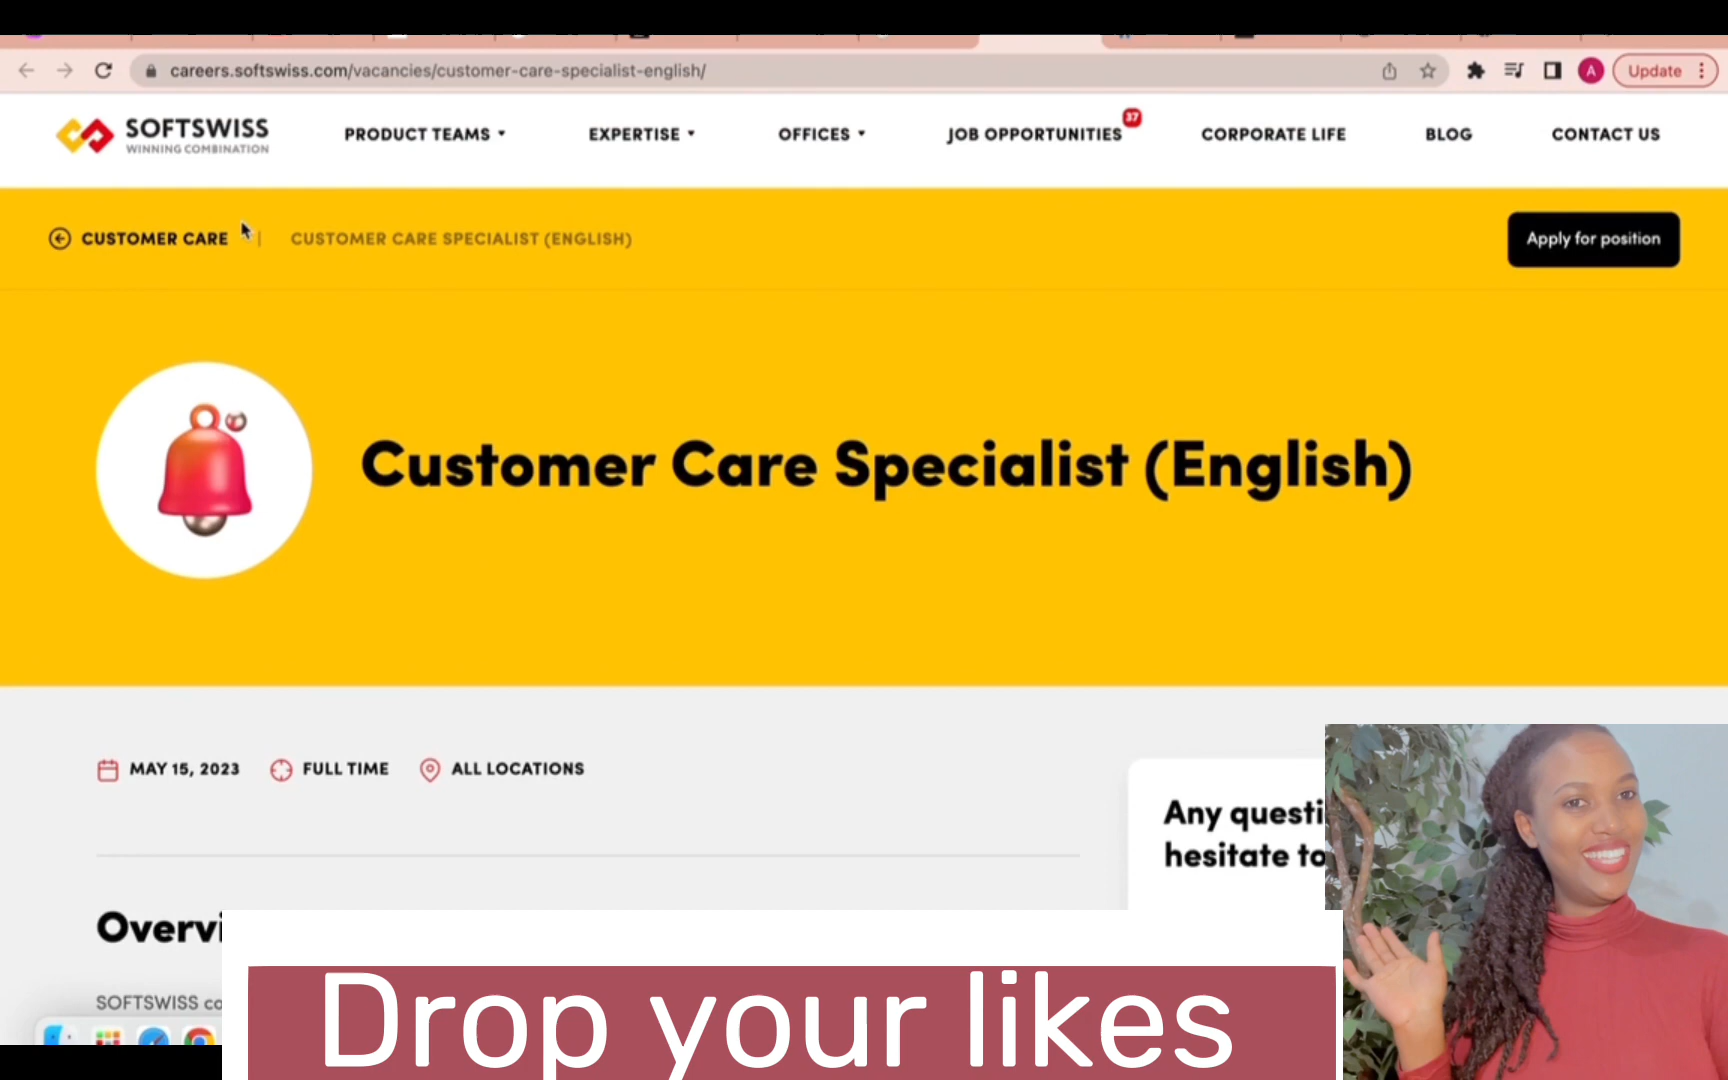 careers.softswiss.com/vacancies/customer-care-specialist-english/
A
Update
SOFTSWISS
WINNING COMBINATION
PRODUCT TEAMS
EXPERTISE
OFFICES
JOB OPPORTUNITIES
37
CORPORATE LIFE
BLOG
CONTACT US
CUSTOMER CARE
CUSTOMER CARE SPECIALIST (ENGLISH)
Apply for position
Customer Care Specialist (English)
MAY 15, 2023
FULL TIME
ALL LOCATIONS
Any questi
hesitate to
Overvi
SOFTSWISS co
Drop your likes